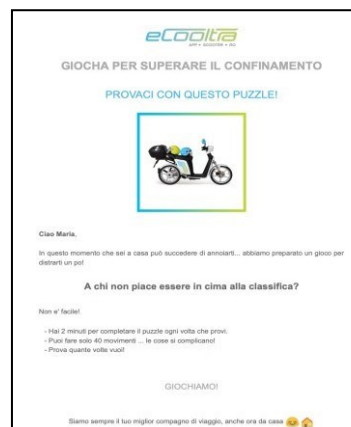 eCooltra
APP + SCOOTER = GO
GIOCHA PER SUPERARE IL CONFINAMENTO
PROVACI CON QUESTO PUZZLE!
Ciao Maria,
In questo momento che sei a casa può succedere di annoiarti... abbiamo preparato un gioco per
distrarti un po!
A chi non piace essere in cima alla classifica?
Non e' facile!
- Hai 2 minuti per completare il puzzle ogni volta che provi.
- Puoi fare solo 40 movimenti ... le cose si complicano!
- Prova quante volte vuoi!
GIOCHIAMO!
Siamo sempre il tuo miglior compagno di viaggio, anche ora da casa 😊 🏠